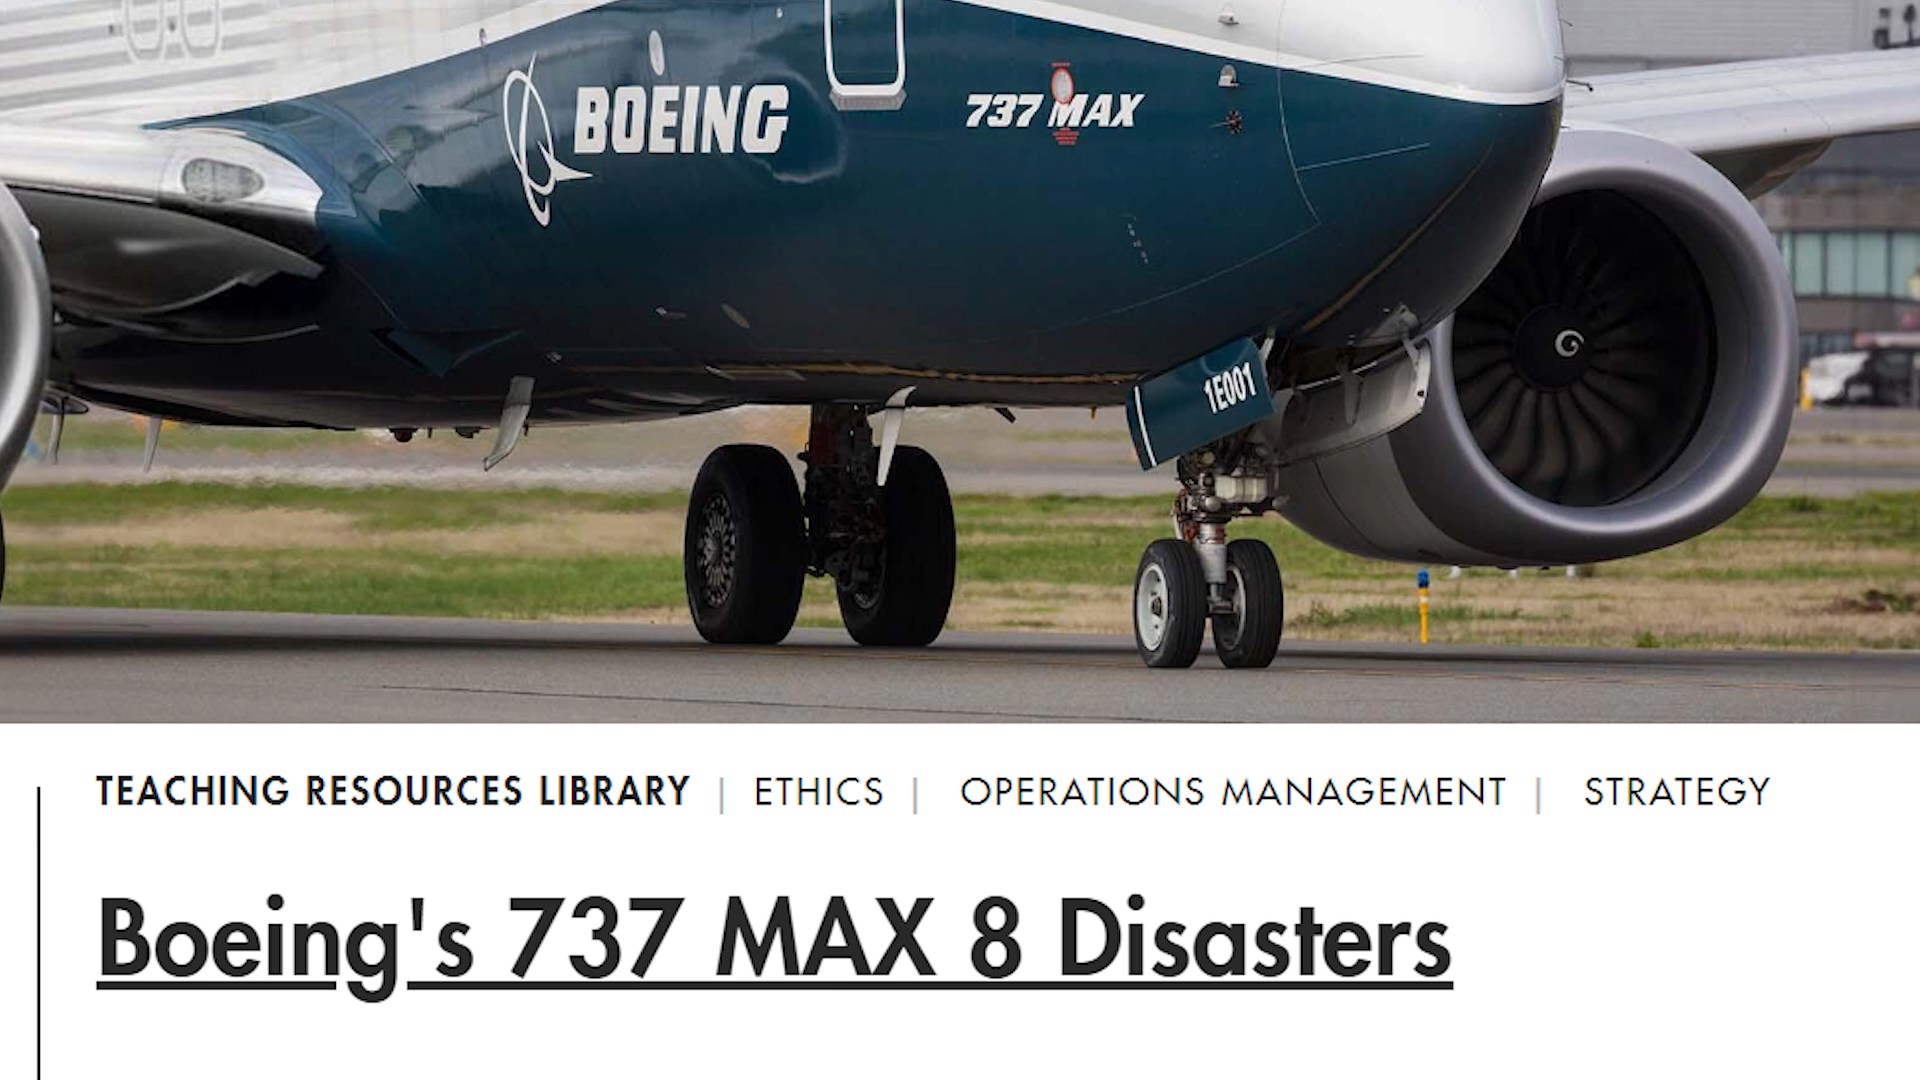 BOEING
737 MAX
1E001
TEACHING RESOURCES LIBRARY | ETHICS | OPERATIONS MANAGEMENT | STRATEGY
Boeing's 737 MAX 8 Disasters